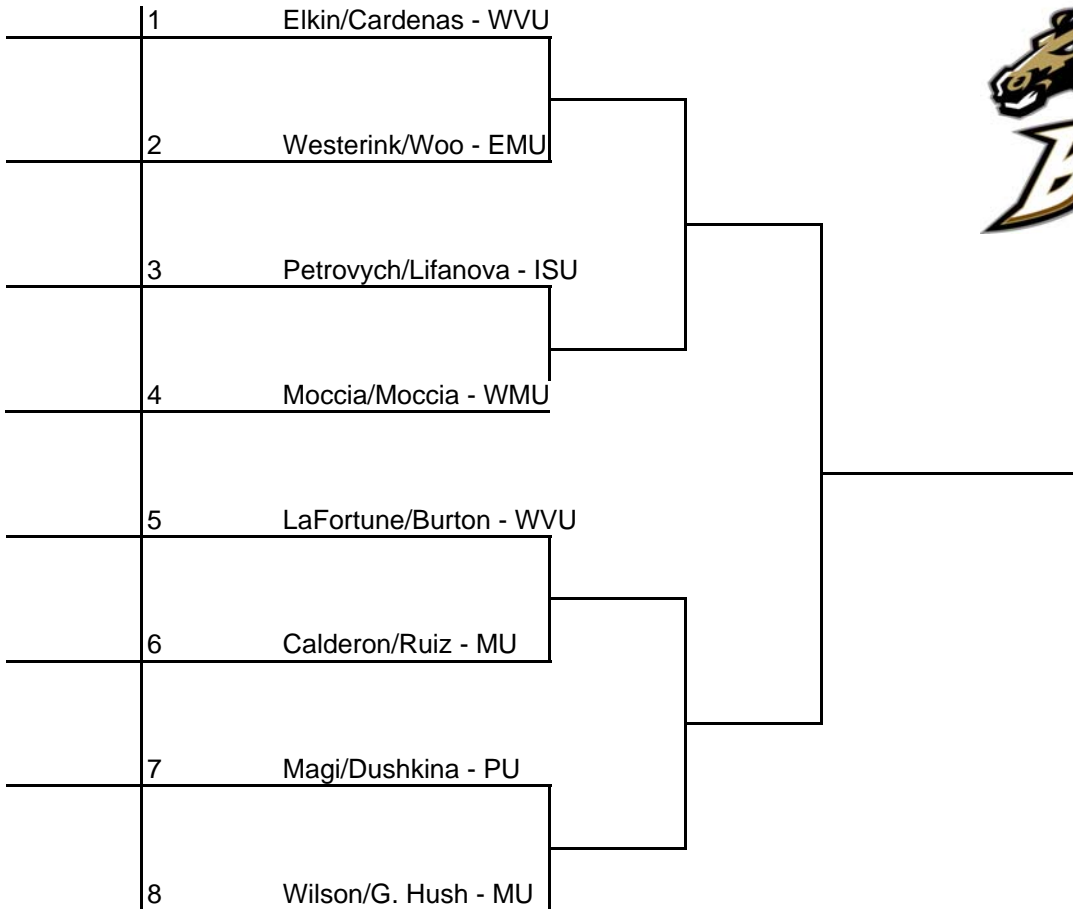 1 Elkin/Cardenas - WVU
2 Westerink/Woo - EMU
3 Petrovych/Lifanova - ISU
4 Moccia/Moccia - WMU
5 LaFortune/Burton - WVU
6 Calderon/Ruiz - MU
7 Magi/Dushkina - PU
8 Wilson/G. Hush - MU